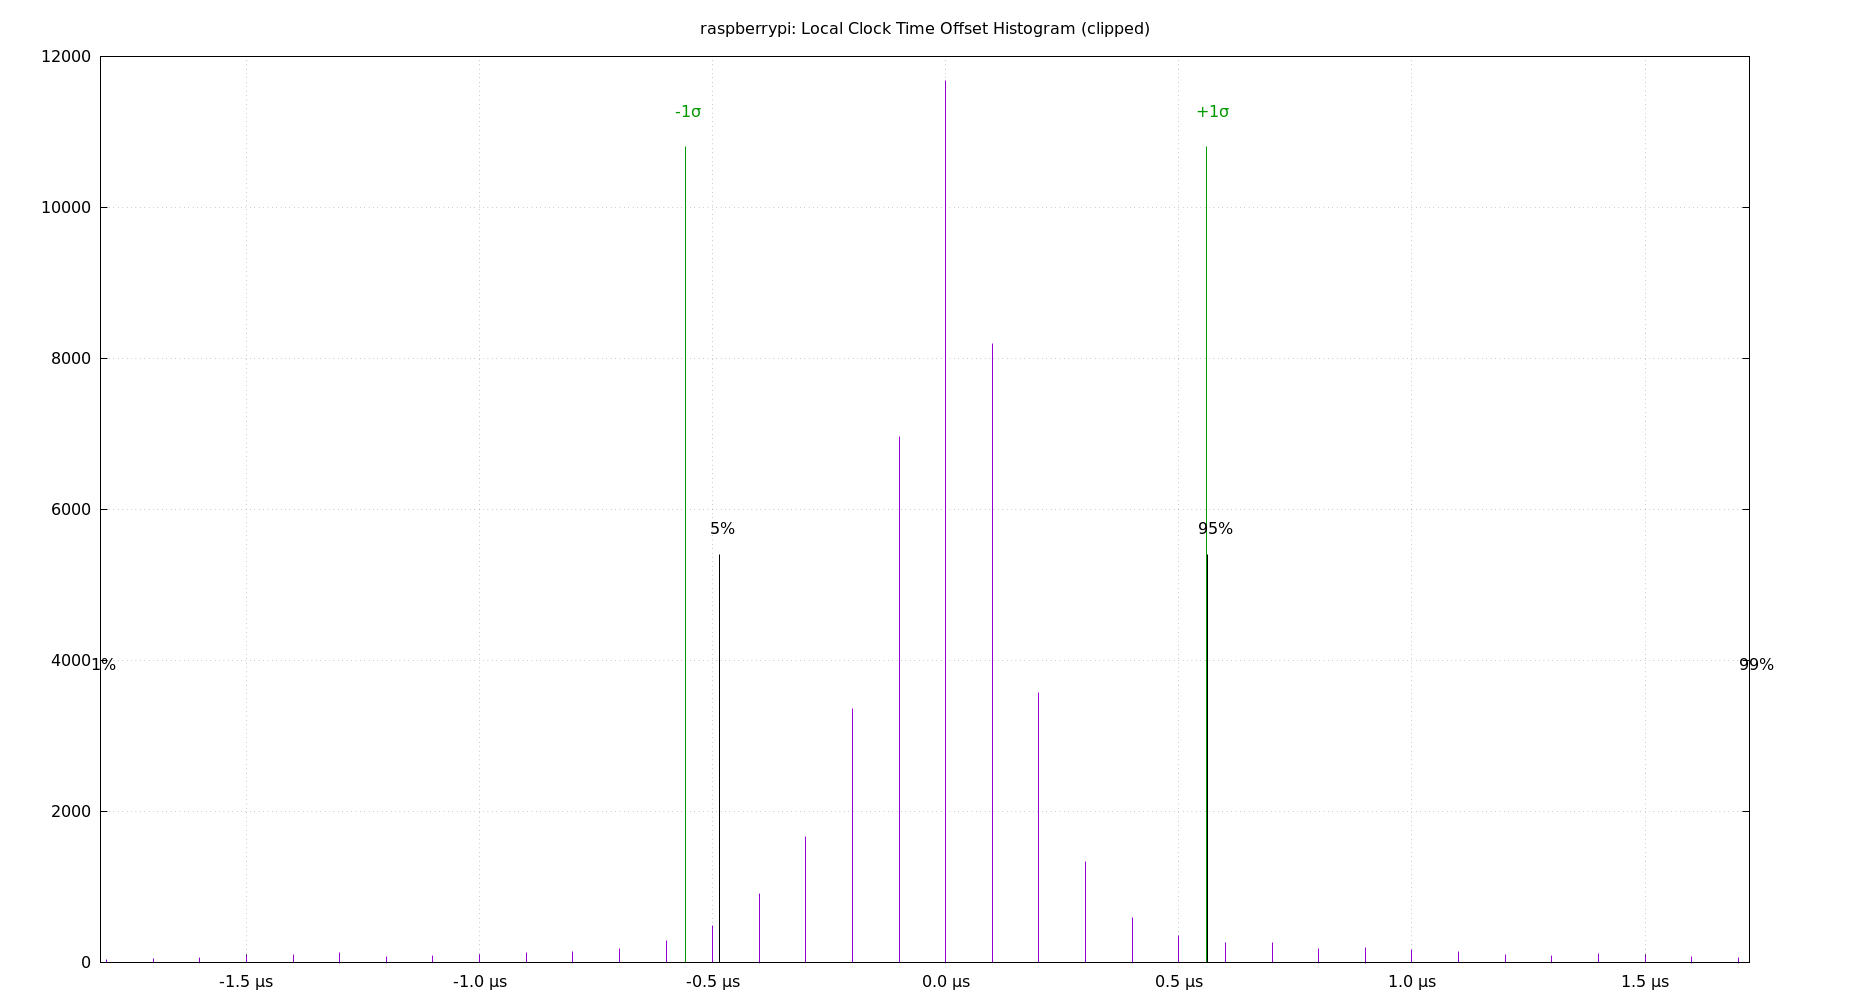 raspberrypi: Local Clock Time Offset Histogram (clipped)
12000
-1σ
+1σ
10000
8000
6000
5%
95%
4000
1%
99%
2000
0
-1.5 µs
-1.0 µs
-0.5 µs
0.0 µs
0.5 µs
1.0 µs
1.5 µs